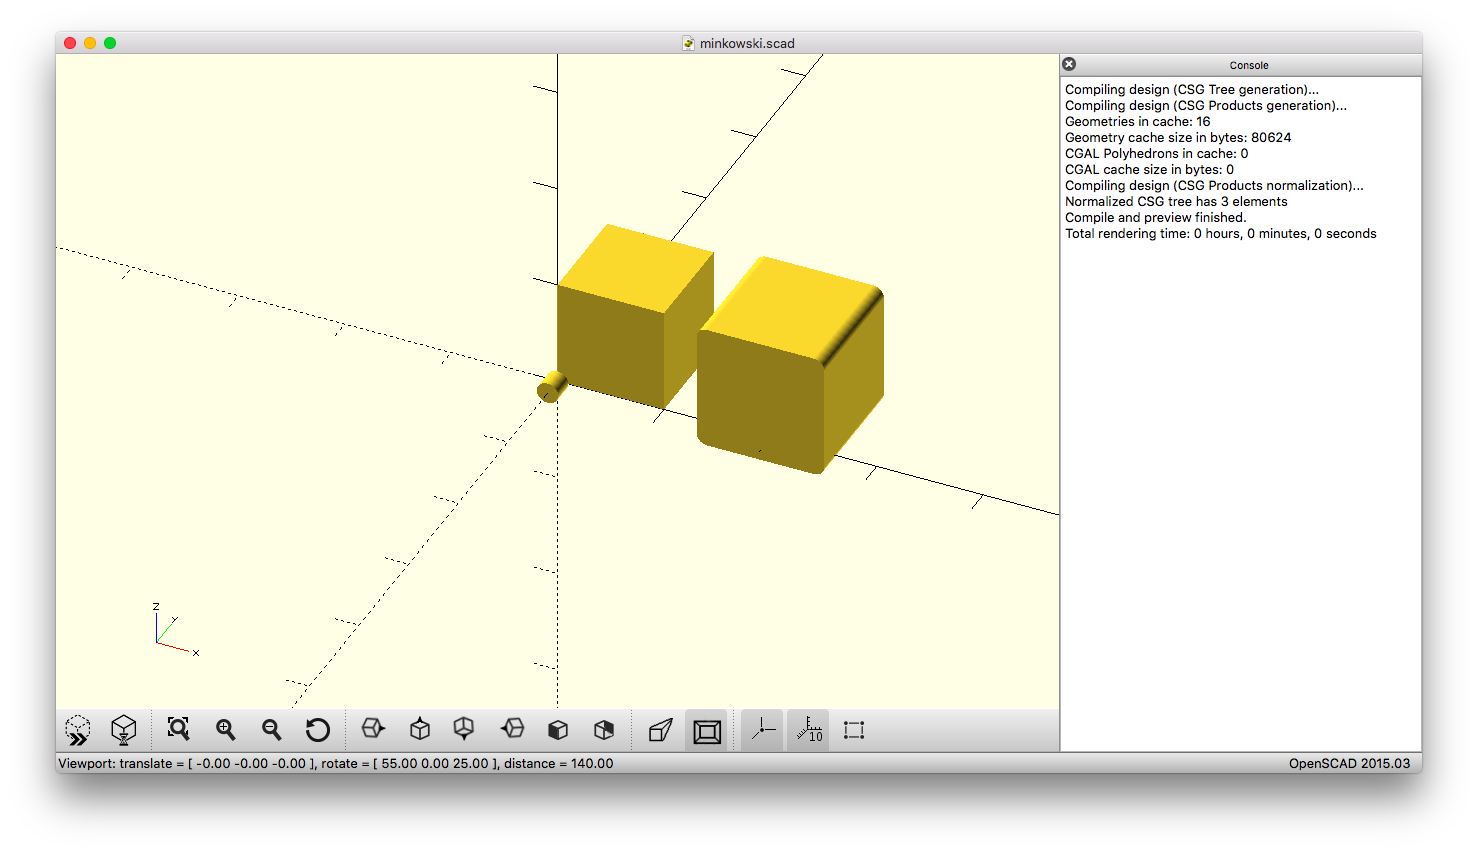 minkowski.scad
Console
Compiling design (CSG Tree generation)...
Compiling design (CSG Products generation)...
Geometries in cache: 16
Geometry cache size in bytes: 80624
CGAL Polyhedrons in cache: 0
CGAL cache size in bytes: 0
Compiling design (CSG Products normalization)...
Normalized CSG tree has 3 elements
Compile and preview finished.
Total rendering time: 0 hours, 0 minutes, 0 seconds
Z
Y
X
10
Viewport: translate = [ -0.00 -0.00 -0.00 ], rotate = [ 55.00 0.00 25.00 ], distance = 140.00
OpenSCAD 2015.03